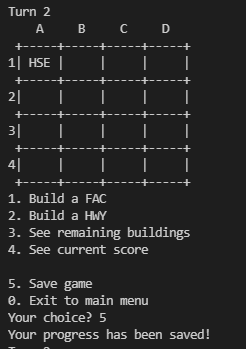 Turn 2
    A     B     C     D
 +-----+-----+-----+-----+
1| HSE |     |     |     |
 +-----+-----+-----+-----+
2|     |     |     |     |
 +-----+-----+-----+-----+
3|     |     |     |     |
 +-----+-----+-----+-----+
4|     |     |     |     |
 +-----+-----+-----+-----+
1. Build a FAC
2. Build a HWY
3. See remaining buildings
4. See current score

5. Save game
0. Exit to main menu
Your choice? 5
Your progress has been saved!